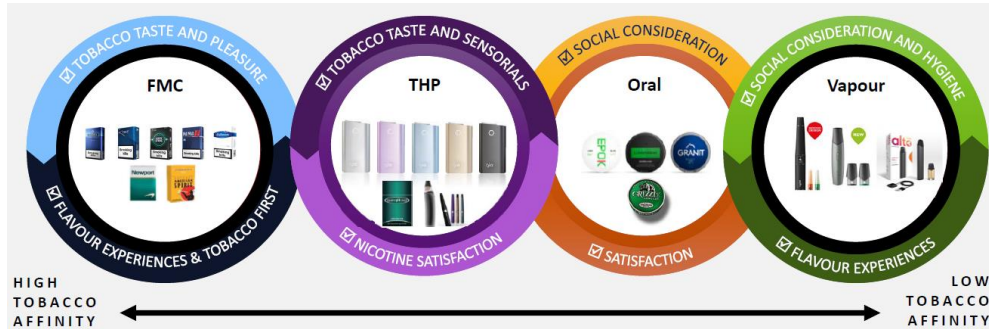 ☑ TOBACCO TASTE AND PLEASURE
FMC
Newport
SPIRIT
☑ FLAVOUR EXPERIENCES & TOBACCO FIRST
☑ TOBACCO TASTE AND SENSORIALS
THP
☑ NICOTINE SATISFACTION
☑ SOCIAL CONSIDERATION
Oral
EPOK
GRANIT
GRIZZLY
☑ SATISFACTION
☑ SOCIAL CONSIDERATION AND HYGIENE
Vapour
NEW
alto
☑ FLAVOUR EXPERIENCES
HIGH
TOBACCO
AFFINITY
LOW
TOBACCO
AFFINITY